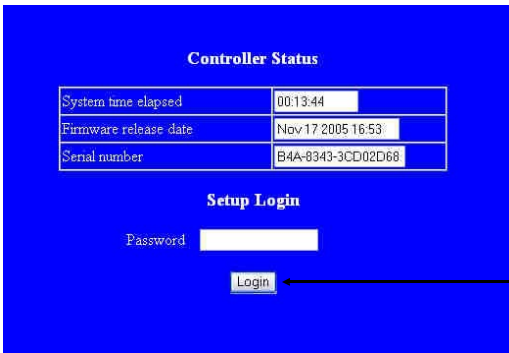 Controller Status
System time elapsed 00:13:44
Firmware release date Nov 17 2005 16:53
Serial number B4A-8343-3CD02D68
Setup Login
Password
Login